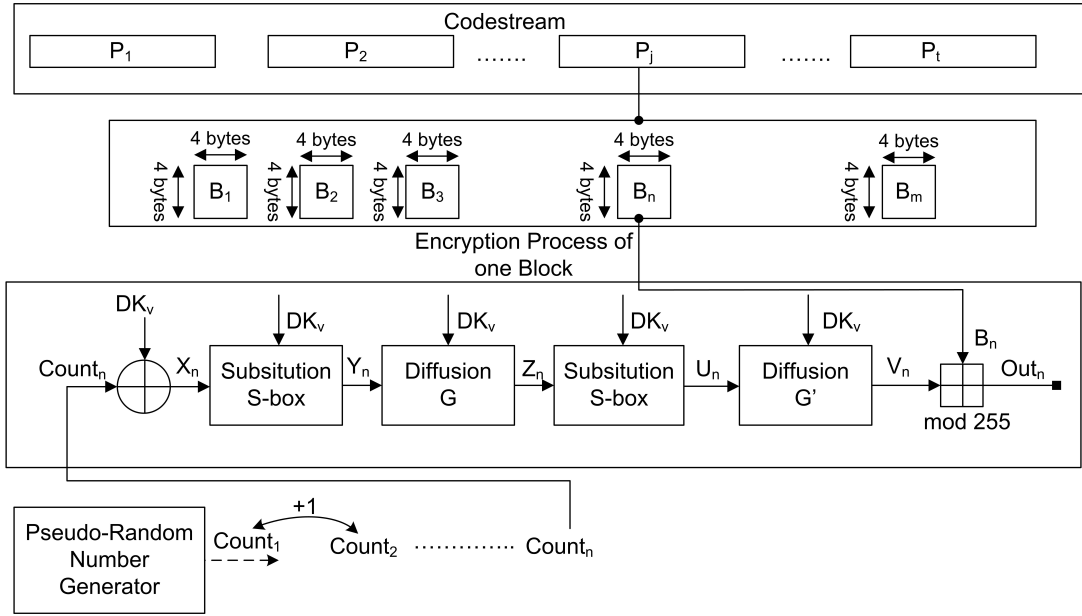 Codestream
P1
P2
.......
Pj
.......
Pt
4 bytes
4 bytes
4 bytes
4 bytes
4 bytes
4 bytes
B1
4 bytes
B2
4 bytes
B3
4 bytes
Bn
4 bytes
Bm
Encryption Process of
one Block
DKv
DKv
DKv
DKv
DKv
Bn
Countn
Xn
Subsitution
S-box
Yn
Diffusion
G
Zn
Subsitution
S-box
Un
Diffusion
G’
Vn
Outn
mod 255
+1
Pseudo-Random
Number
Generator
Count1
Count2
..............
Countn